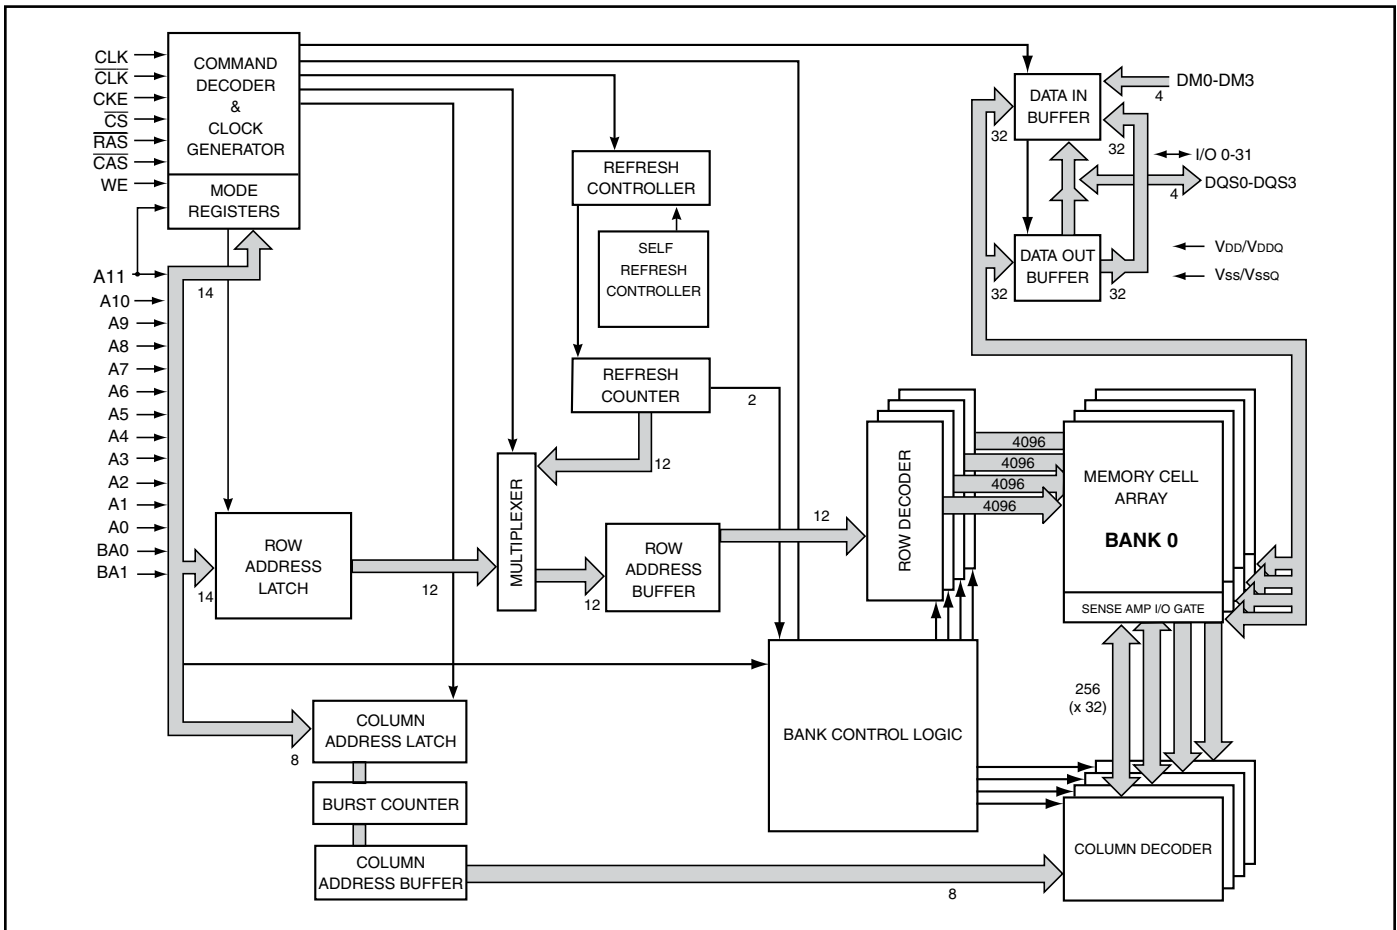 CLK
CLK
CKE
CS
RAS
CAS
WE
COMMAND
DECODER
&
CLOCK
GENERATOR
MODE
REGISTERS
A11
A10
A9
A8
A7
A6
A5
A4
A3
A2
A1
A0
BA0
BA1
14
14
ROW
ADDRESS
LATCH
12
MULTIPLEXER
12
REFRESH
CONTROLLER
SELF
REFRESH
CONTROLLER
REFRESH
COUNTER
2
12
ROW
ADDRESS
BUFFER
12
ROW DECODER
4096
4096
4096
4096
MEMORY CELL
ARRAY
BANK 0
SENSE AMP I/O GATE
DATA IN
BUFFER
DM0-DM3
4
32
32
I/O 0-31
DQS0-DQS3
4
DATA OUT
BUFFER
32
32
VDD/VDDQ
Vss/VssQ
256
(x 32)
BANK CONTROL LOGIC
COLUMN
ADDRESS LATCH
8
BURST COUNTER
COLUMN
ADDRESS BUFFER
8
COLUMN DECODER